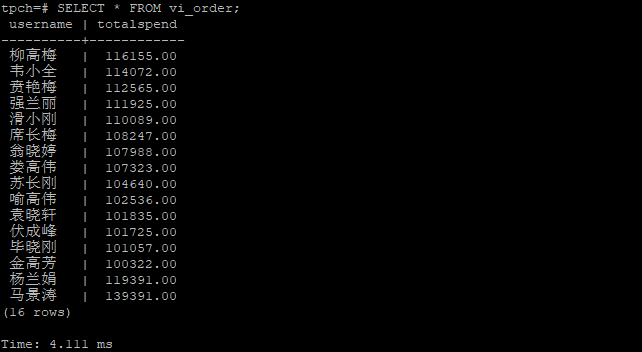 tpch=# SELECT * FROM vi_order;
username | totalspend
----------+------------
柳高梅 | 116155.00
韦小全 | 114072.00
贲艳梅 | 112565.00
强兰丽 | 111925.00
滑小刚 | 110089.00
席长梅 | 108247.00
翁晓婷 | 107988.00
娄高伟 | 107323.00
苏长刚 | 104640.00
喻高伟 | 102536.00
袁晓轩 | 101835.00
伏成峰 | 101725.00
毕晓刚 | 101057.00
金高芳 | 100322.00
杨兰娟 | 119391.00
马景涛 | 139391.00
(16 rows)
Time: 4.111 ms